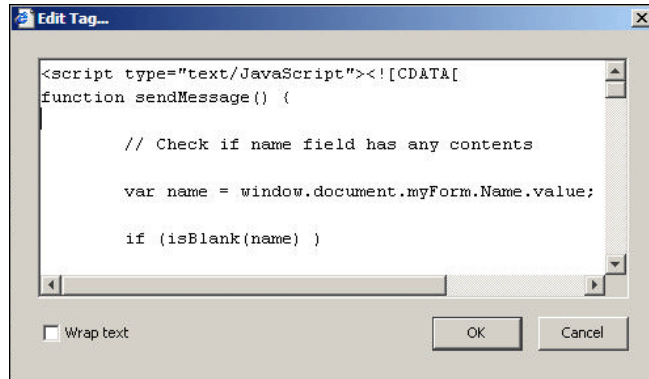 Edit Tag...
<script type="text/JavaScript"><![CDATA[
function sendMessage() {
// Check if name field has any contents
var name = window.document.myForm.Name.value;
if (isBlank(name) )
Wrap text
OK
Cancel